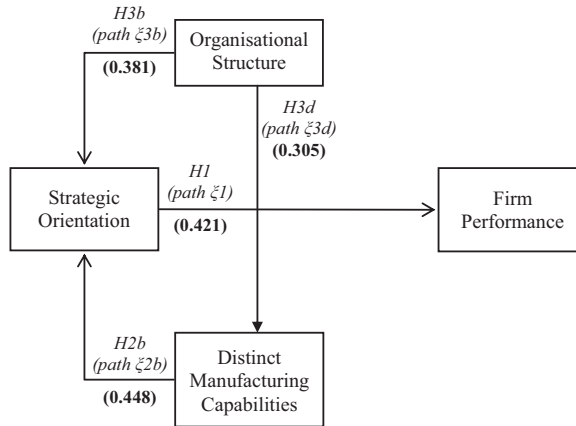 H3b
(path ξ3b)
(0.381)
Organisational
Structure
H3d
(path ξ3d)
(0.305)
Strategic
Orientation
H1
(path ξ1)
(0.421)
Firm
Performance
H2b
(path ξ2b)
(0.448)
Distinct
Manufacturing
Capabilities